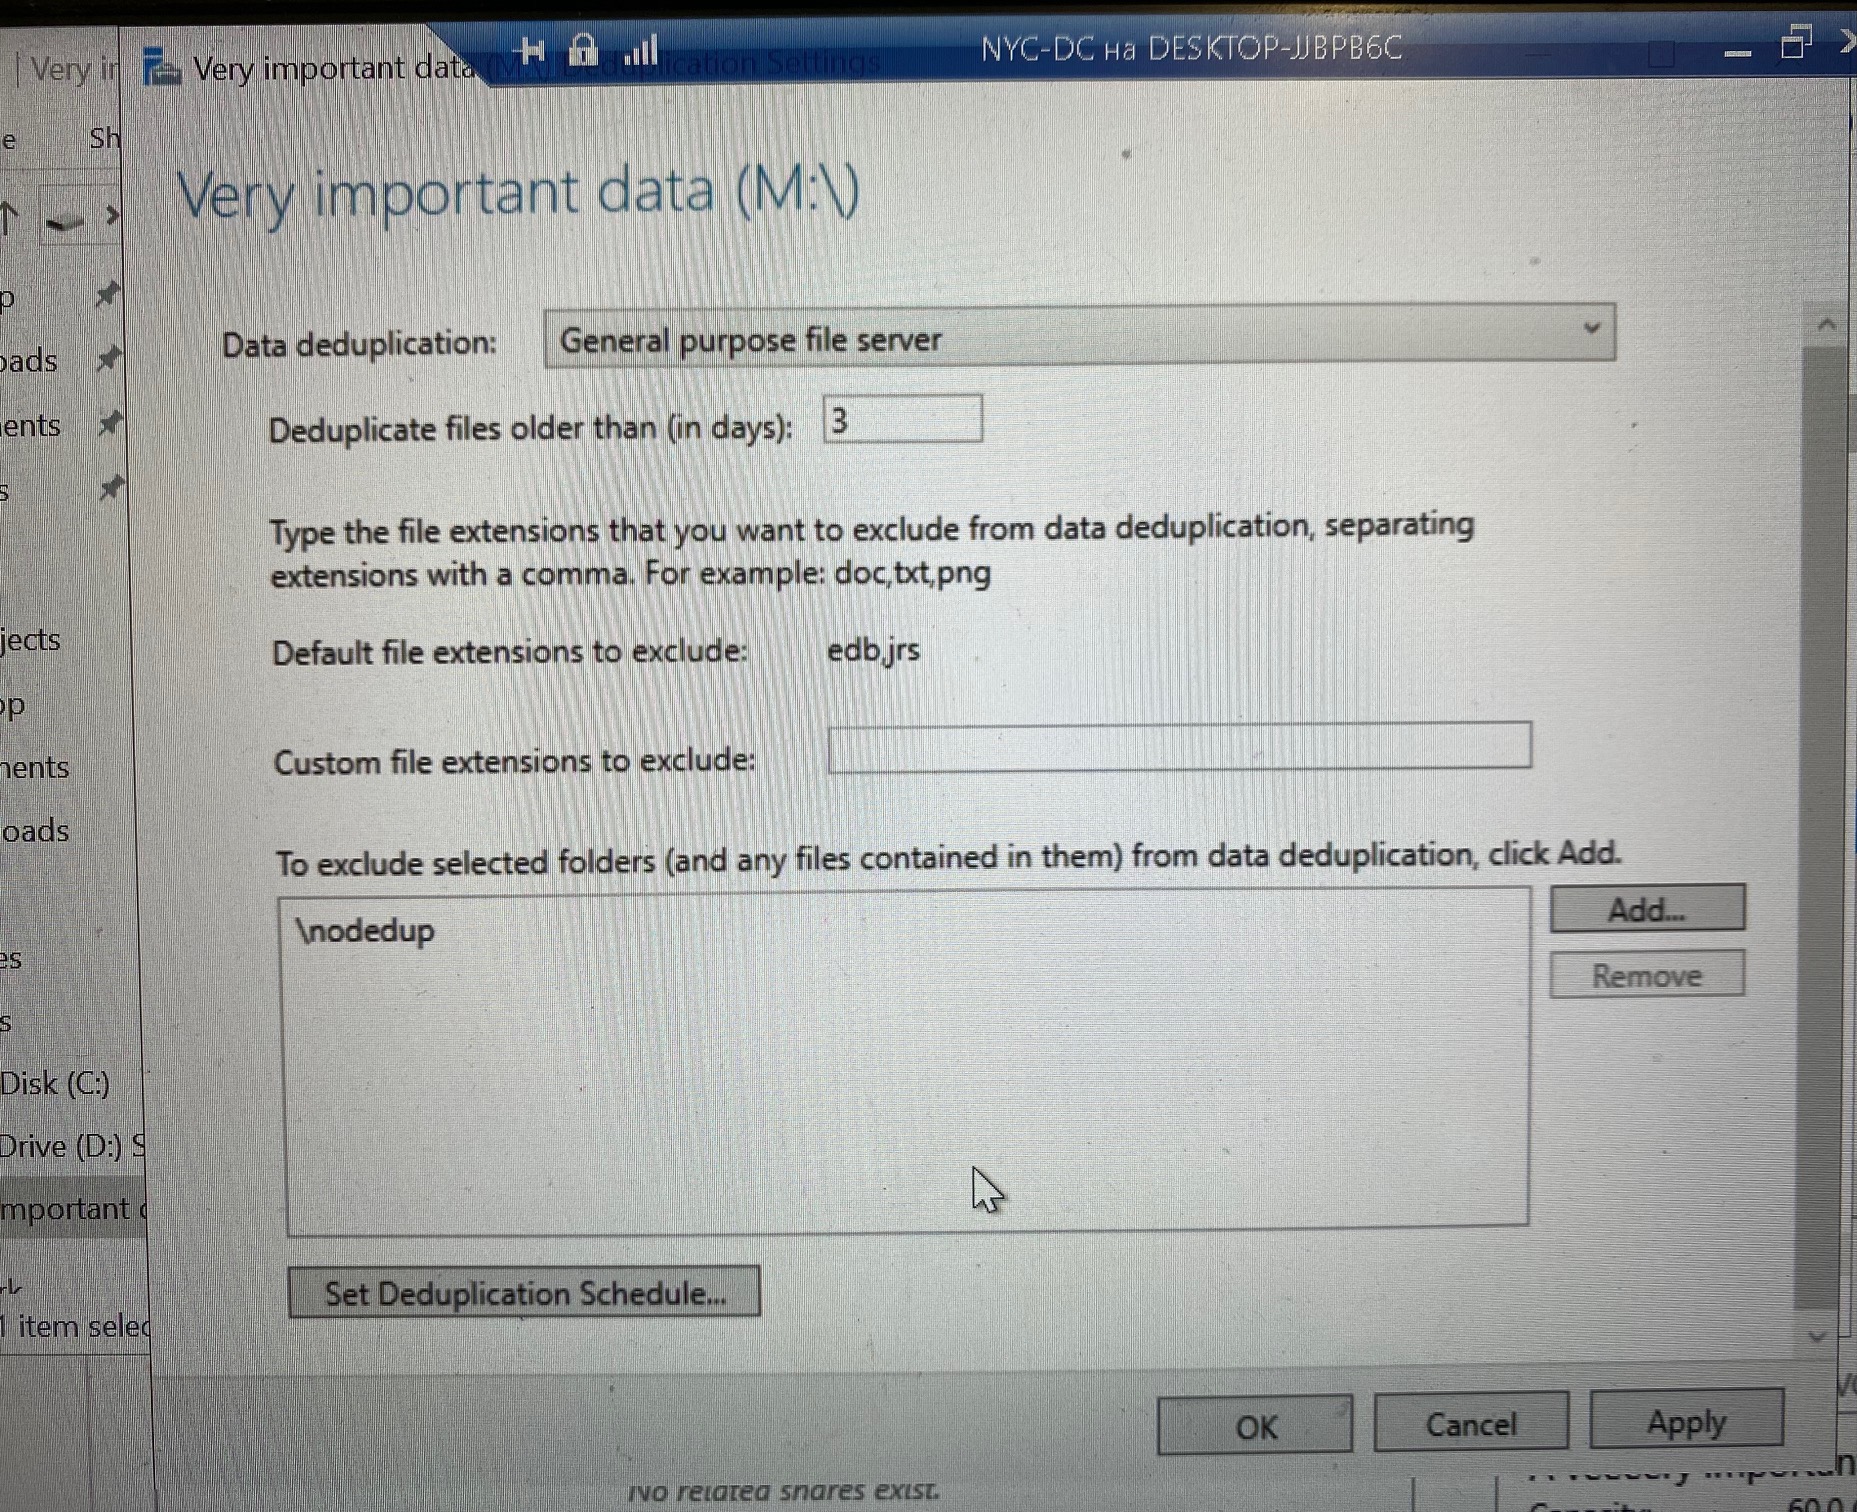 Very important data
NYC-DC на DESKTOP-JJBPB6C
Sh
Very important data (M:\)
Data deduplication:
General purpose file server
Deduplicate files older than (in days):
3
Type the file extensions that you want to exclude from data deduplication, separating
extensions with a comma. For example: doc,txt,png
Default file extensions to exclude:
edb,jrs
Custom file extensions to exclude:
To exclude selected folders (and any files contained in them) from data deduplication, click Add.
\nodedup
Add...
Remove
Set Deduplication Schedule...
OK
Cancel
Apply
oads
ents
jects
op
ments
oads
es
s
Disk (C:)
Drive (D:) S
mportant
1 item selec
No related shares exist.